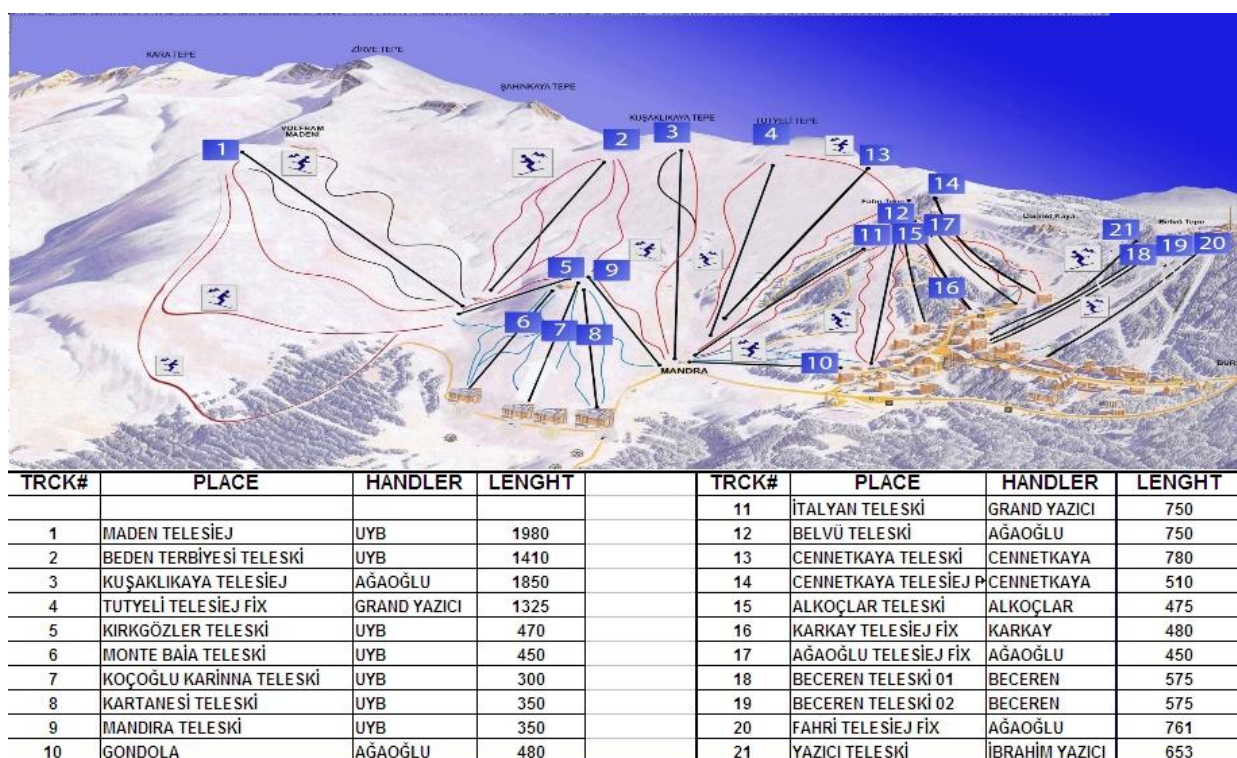 KARA TEPE
ZİRVE TEPE
ŞAHİNKAYA TEPE
KUŞAKLIKAYA TEPE
TUTYELİ TEPE
VOLFRAM
MADENİ
1
2
3
4
13
14
12
17
11
15
Cennet Kaya
Belvü Tepe
21
18
19
20
5
9
16
6
7
8
10
MANDRA
TRCK# PLACE HANDLER LENGHT
1 MADEN TELESİEJ UYB 1980
2 BEDEN TERBİYESİ TELESKİ UYB 1410
3 KUŞAKLIKAYA TELESİEJ AĞAOĞLU 1850
4 TUTYELİ TELESİEJ FİX GRAND YAZICI 1325
5 KIRKGÖZLER TELESKİ UYB 470
6 MONTE BAİA TELESKİ UYB 450
7 KOÇOĞLU KARİNNA TELESKİ UYB 300
8 KARTANESİ TELESKİ UYB 350
9 MANDIRA TELESKİ UYB 350
10 GONDOLA AĞAOĞLU 480
TRCK# PLACE HANDLER LENGHT
11 İTALYAN TELESKİ GRAND YAZICI 750
12 BELVÜ TELESKİ AĞAOĞLU 750
13 CENNETKAYA TELESKİ CENNETKAYA 780
14 CENNETKAYA TELESİEJ CENNETKAYA 510
15 ALKOÇLAR TELESKİ ALKOÇLAR 475
16 KARKAY TELESİEJ FİX KARKAY 480
17 AĞAOĞLU TELESİEJ FİX AĞAOĞLU 450
18 BECEREN TELESKİ 01 BECEREN 575
19 BECEREN TELESKİ 02 BECEREN 575
20 FAHRİ TELESİEJ FİX AĞAOĞLU 761
21 YAZICI TELESKİ İBRAHİM YAZICI 653